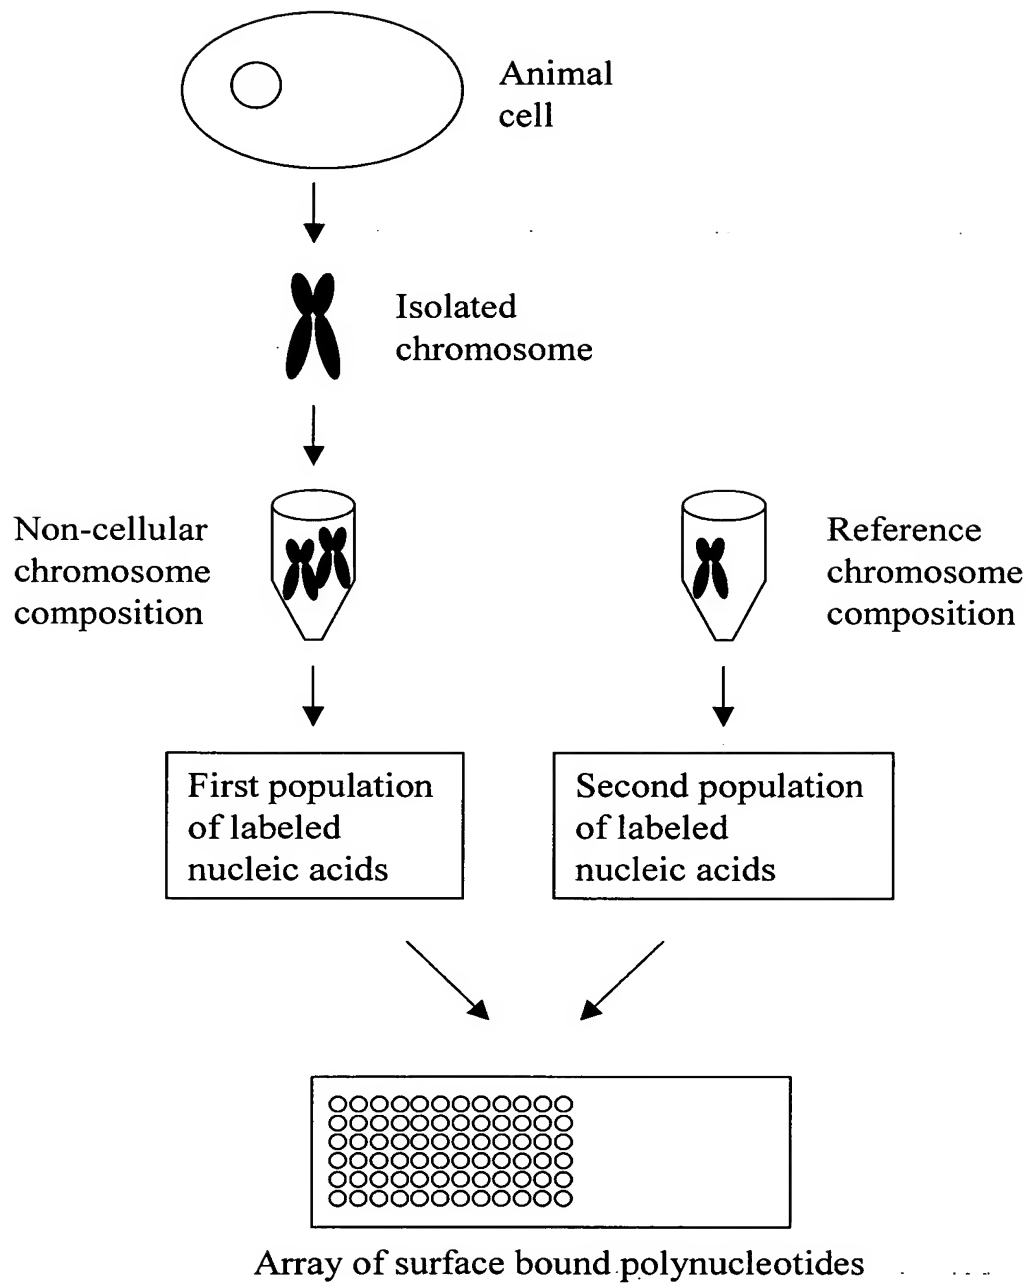 Animal
cell
Isolated
chromosome
Non-cellular
chromosome
composition
Reference
chromosome
composition
First population
of labeled
nucleic acids
Second population
of labeled
nucleic acids
Array of surface bound polynucleotides